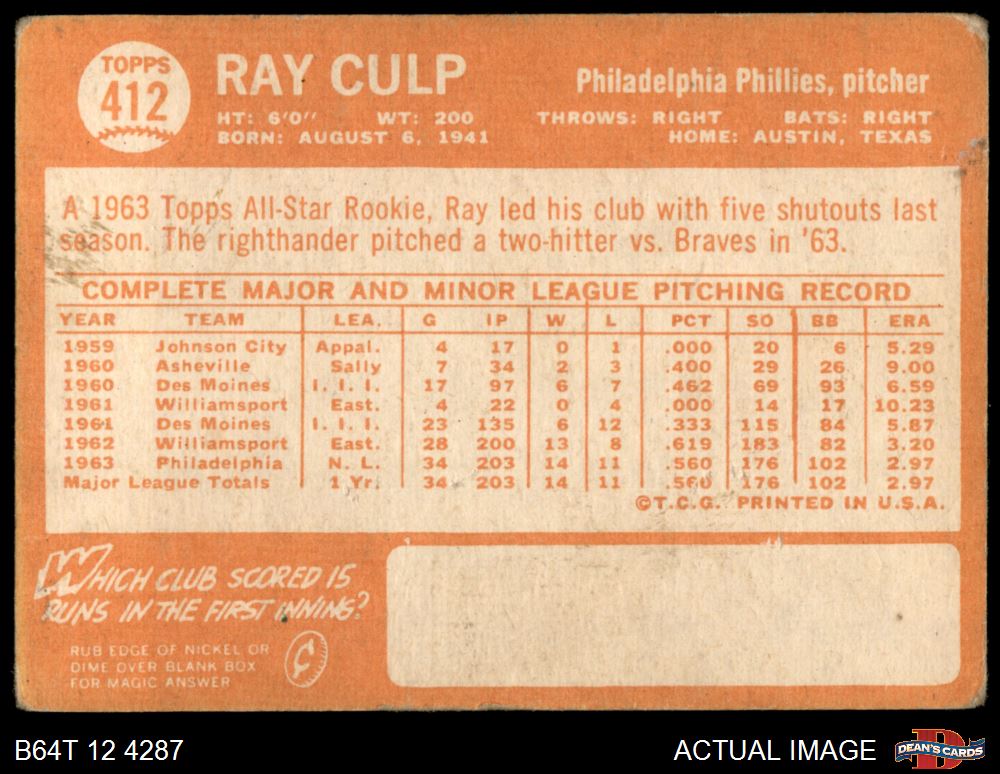 TOPPS
412
RAY CULP
Philadelphia Phillies, pitcher
HT: 6'0" WT: 200 THROWS: RIGHT BATS: RIGHT
BORN: AUGUST 6, 1941 HOME: AUSTIN, TEXAS
A 1963 Topps All-Star Rookie, Ray led his club with five shutouts last
season. The righthander pitched a two-hitter vs. Braves in '63.
COMPLETE MAJOR AND MINOR LEAGUE PITCHING RECORD
YEAR TEAM LEA. G IP W L PCT SO BB ERA
1959 Johnson City Appal. 4 17 0 1 .000 20 6 5.29
1960 Asheville Sally 7 34 2 3 .400 29 26 9.00
1960 Des Moines I. I. I. 17 97 6 7 .462 69 93 6.59
1961 Williamsport East. 4 22 0 4 .000 14 17 10.23
1961 Des Moines I. I. I. 23 135 6 12 .333 115 84 5.87
1962 Williamsport East. 28 200 13 8 .619 183 82 3.20
1963 Philadelphia N. L. 34 203 14 11 .560 176 102 2.97
Major League Totals 1 Yr. 34 203 14 11 .560 176 102 2.97
©T.C.G. PRINTED IN U.S.A.
WHICH CLUB SCORED 15
RUNS IN THE FIRST INNING?
RUB EDGE OF NICKEL OR
DIME OVER BLANK BOX
FOR MAGIC ANSWER
¢
B64T 12 4287
ACTUAL IMAGE
D
DEAN'S CARDS